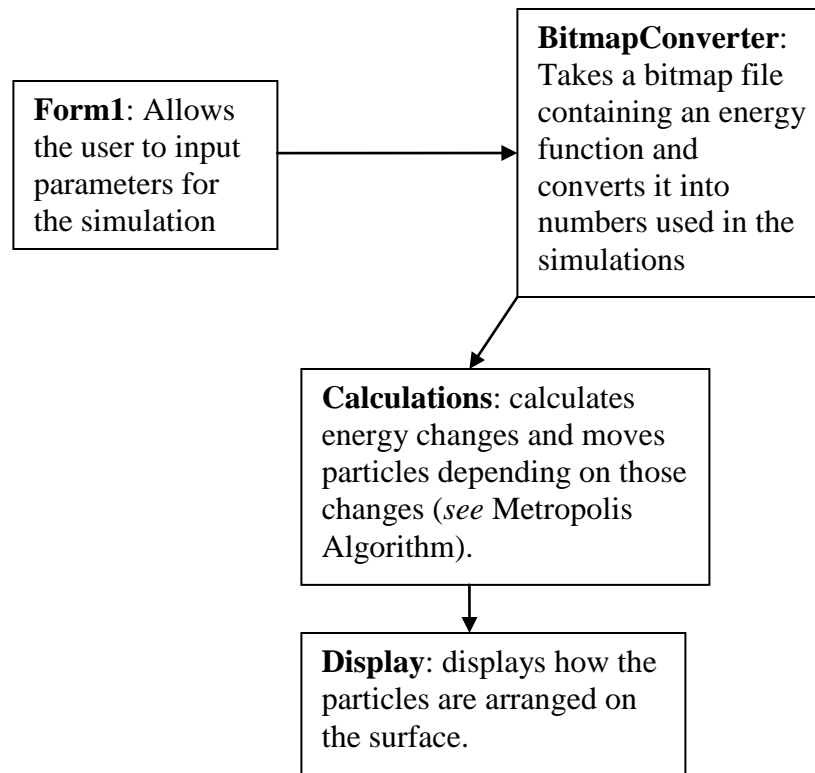 Form1: Allows
the user to input
parameters for
the simulation
BitmapConverter:
Takes a bitmap file
containing an energy
function and
converts it into
numbers used in the
simulations
Calculations: calculates
energy changes and moves
particles depending on those
changes (see Metropolis
Algorithm).
Display: displays how the
particles are arranged on
the surface.